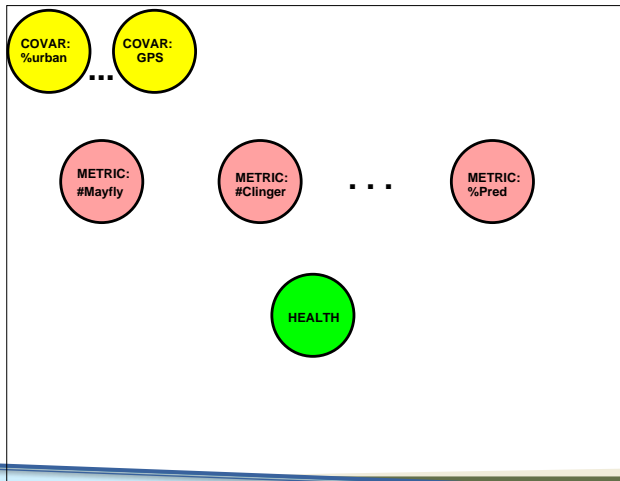 COVAR:
%urban
...
COVAR:
GPS
METRIC:
#Mayfly
METRIC:
#Clinger
. . .
METRIC:
%Pred
HEALTH